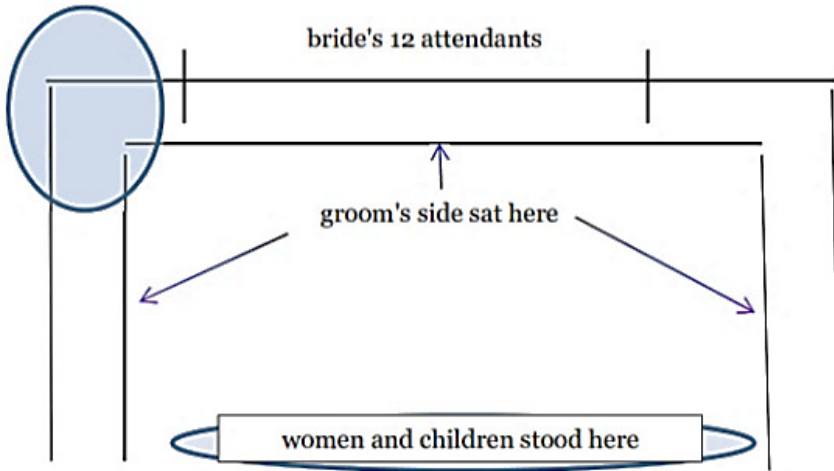 bride's 12 attendants
groom's side sat here
women and children stood here